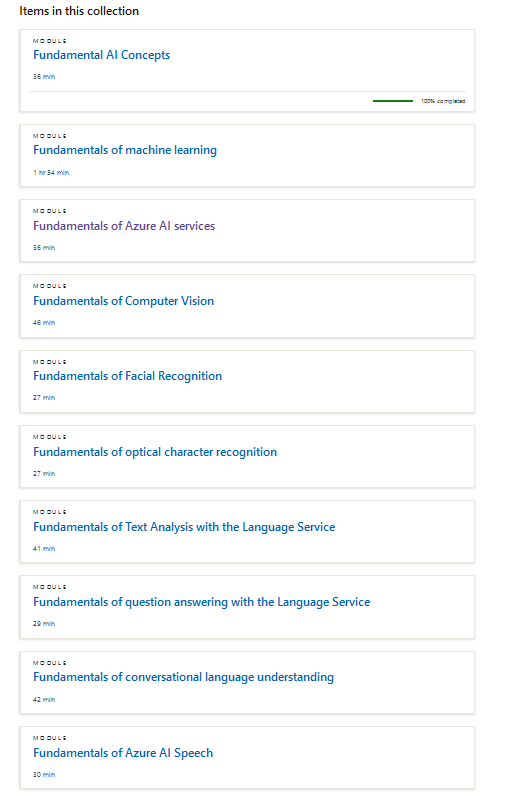 Items in this collection
MODULE
Fundamental AI Concepts
36 min
100% completed
MODULE
Fundamentals of machine learning
1 hr 54 min
MODULE
Fundamentals of Azure AI services
36 min
MODULE
Fundamentals of Computer Vision
46 min
MODULE
Fundamentals of Facial Recognition
27 min
MODULE
Fundamentals of optical character recognition
27 min
MODULE
Fundamentals of Text Analysis with the Language Service
41 min
MODULE
Fundamentals of question answering with the Language Service
29 min
MODULE
Fundamentals of conversational language understanding
42 min
MODULE
Fundamentals of Azure AI Speech
30 min